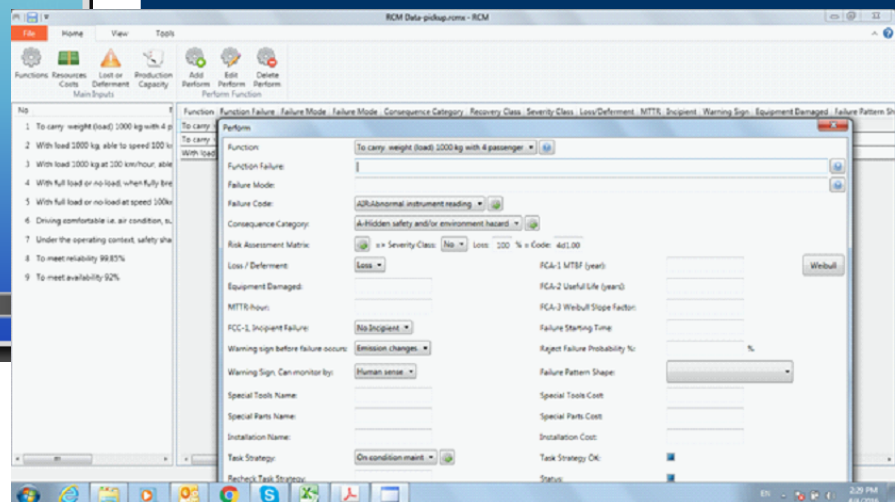 RCM Data-pickup.rcmx - RCM
File Home View Tools
Functions Resources Costs Lost or Deferment Production Capacity Add Perform Edit Perform Delete Perform
Main Inputs Perform Function
No
Function Function Failure Failure Mode Failure Mode Consequence Category Recovery Class Severity Class Loss/Deferment MTTR Incipient Warning Sign Equipment Damaged Failure Pattern Sh
1 To carry weight (load) 1000 kg with 4 p
2 With load 1000 kg, able to speed 100 k
3 With load 1000 kg at 100 km/hour, able
4 With full load or no load, when fully bre
5 With full load or no load at speed 100k
6 Driving comfortable i.e. air condition, su
7 Under the operating context, safety sha
8 To meet reliability 99.85%
9 To meet availability 92%
To carry
To carry
With load
Perform
Function: To carry weight (load) 1000 kg with 4 passenger
Function Failure:
Failure Mode:
Failure Code: AIR:Abnormal instrument reading
Consequence Category: A-Hidden safety and/or environment hazard
Risk Assessment Matrix: => Severity Class: No Loss: 100 % = Code: 4d1.00
Loss / Deferment: Loss FCA-1 MTBF (year): Weibull
Equipment Damaged: FCA-2 Useful Life (years):
MTTR-hour: FCA-3 Weibull Slope Factor:
FCC-1, Incipient Failure: No Incipient Failure Starting Time:
Warning sign before failure occurs: Emission changes Reject Failure Probability %: %
Warning Sign, Can monitor by: Human sense Failure Pattern Shape:
Special Tools Name: Special Tools Cost:
Special Parts Name: Special Parts Cost:
Installation Name: Installation Cost:
Task Strategy: On condition maint Task Strategy OK:
Recheck Task Strategy: Status:
EN 2:29 PM